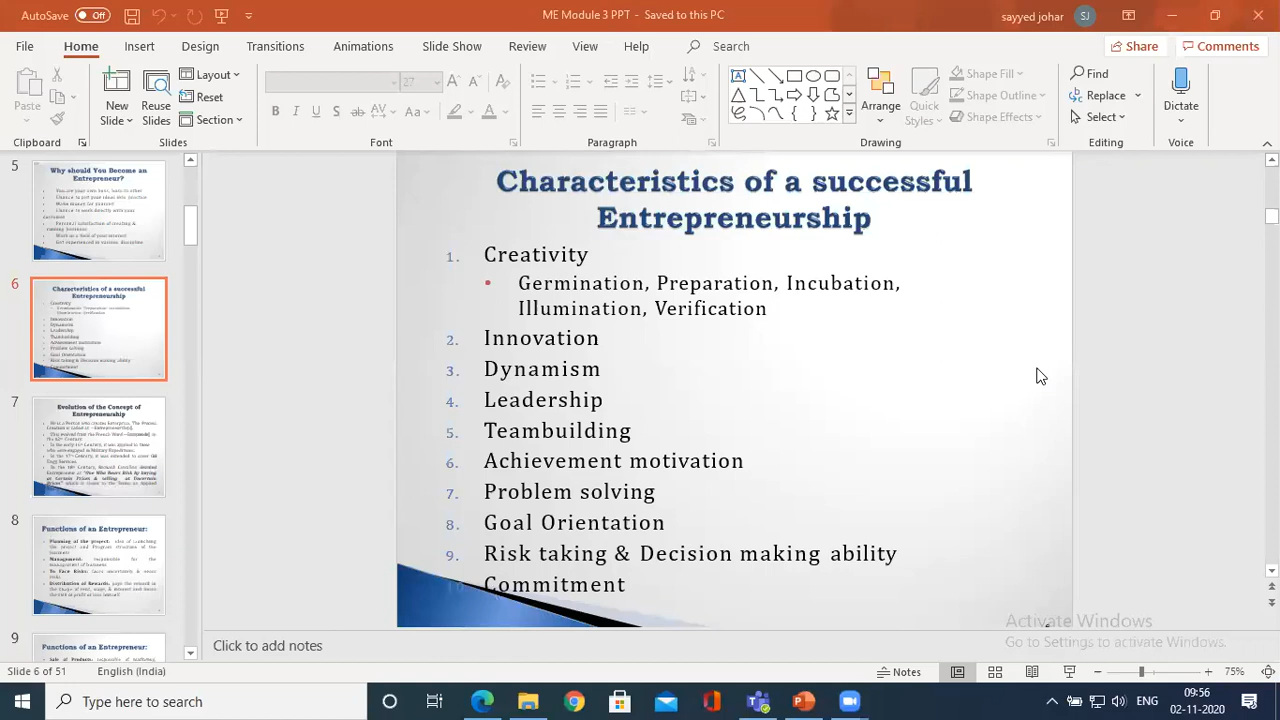 AutoSave Off ME Module 3 PPT - Saved to this PC sayyed johar SJ
File Home Insert Design Transitions Animations Slide Show Review View Help Search Share Comments
Paste New Slide Reuse Slides Layout Reset Section 27 Arrange Quick Styles Shape Fill Shape Outline Shape Effects Find Replace Select Dictate
Clipboard Slides Font Paragraph Drawing Editing Voice
5
Why should You Become an
Entrepreneur?
6
Characteristics of a successful
Entrepreneurship
7
Evolution of the Concept of
Entrepreneurship
8
Functions of an Entrepreneur:
9
Functions of an Entrepreneur:
Characteristics of a successful
Entrepreneurship
1. Creativity
• Germination, Preparation, Incubation,
Illumination, Verification
2. Innovation
3. Dynamism
4. Leadership
5. Teambuilding
6. Achievement motivation
7. Problem solving
8. Goal Orientation
9. Risk taking & Decision making ability
commitment
Activate Windows
Go to Settings to activate Windows.
Click to add notes
Slide 6 of 51 English (India) Notes 75%
Type here to search ENG 09:56
02-11-2020